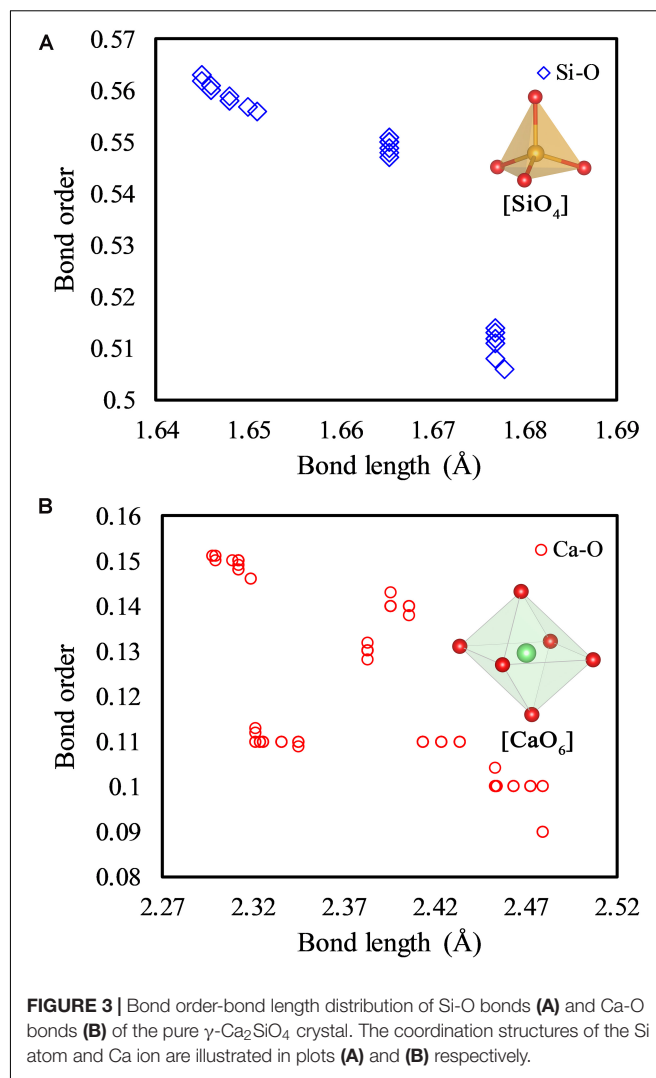 A
0.57
0.56
0.55
0.54
0.53
0.52
0.51
0.5
Bond order
Si-O
[SiO₄]
1.64 1.65 1.66 1.67 1.68 1.69
Bond length (Å)
B
0.16
0.15
0.14
0.13
0.12
0.11
0.1
0.09
0.08
Bond order
Ca-O
[CaO₆]
2.27 2.32 2.37 2.42 2.47 2.52
Bond length (Å)
FIGURE 3 | Bond order-bond length distribution of Si-O bonds (A) and Ca-O
bonds (B) of the pure γ-Ca₂SiO₄ crystal. The coordination structures of the Si
atom and Ca ion are illustrated in plots (A) and (B) respectively.